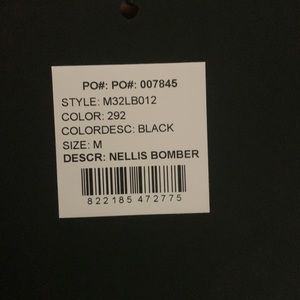 PO#: PO#: 007845
STYLE: M32LB012
COLOR: 292
COLORDESC: BLACK
SIZE: M
DESCR: NELLIS BOMBER
822185 472775